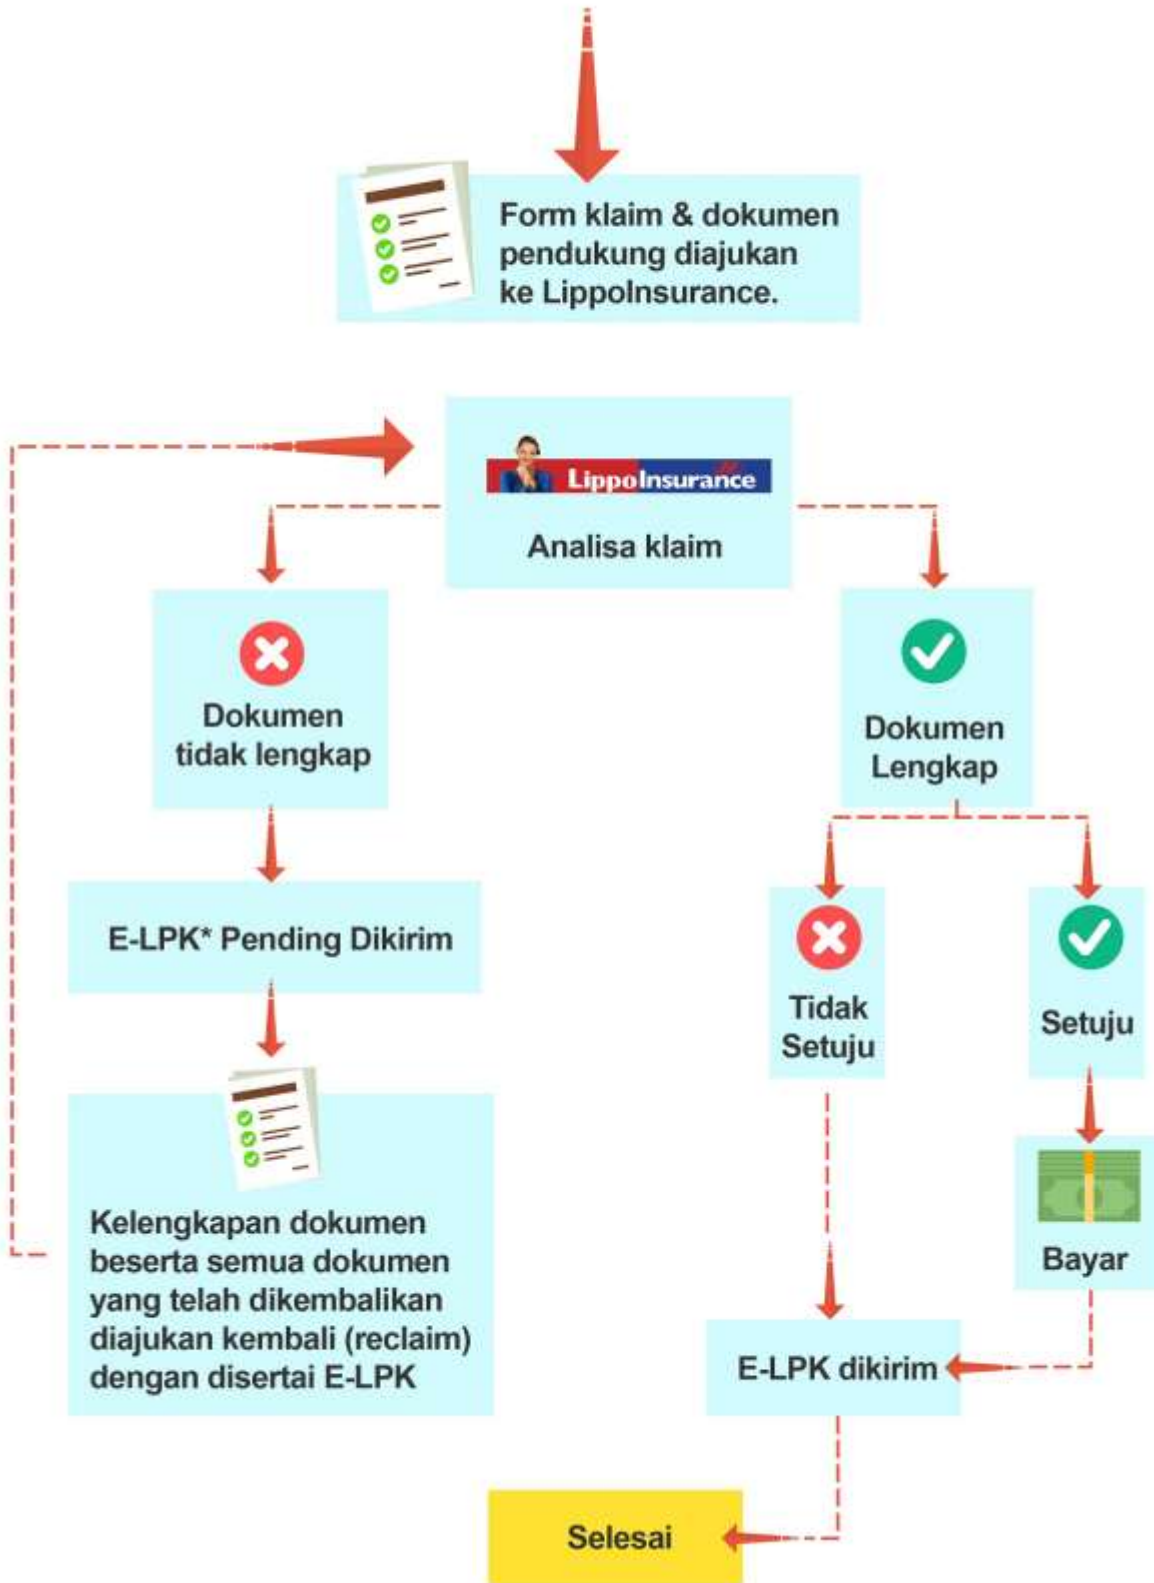 Form klaim & dokumen
pendukung diajukan
ke LippoInsurance.
LippoInsurance
Analisa klaim
Dokumen
tidak lengkap
Dokumen
Lengkap
E-LPK* Pending Dikirim
Tidak
Setuju
Setuju
Kelengkapan dokumen
beserta semua dokumen
yang telah dikembalikan
diajukan kembali (reclaim)
dengan disertai E-LPK
Bayar
E-LPK dikirim
Selesai